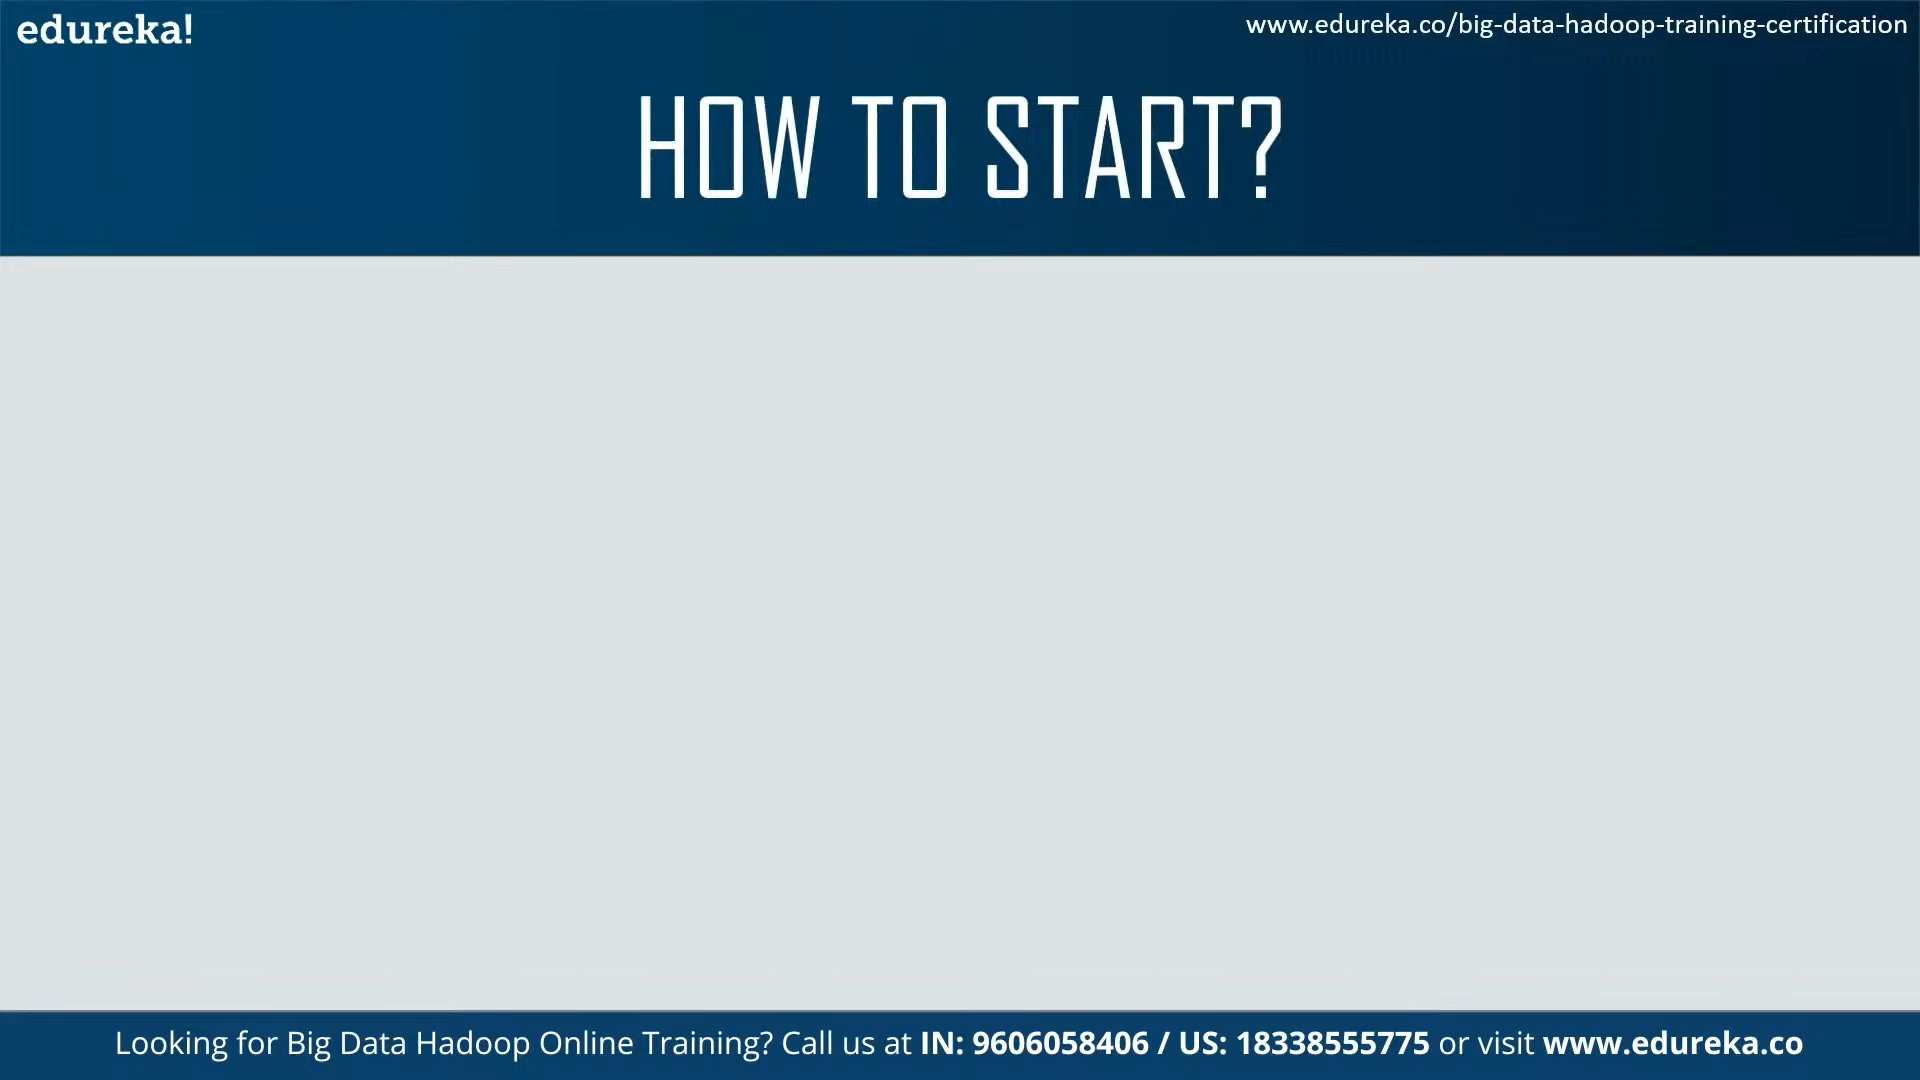 edureka!
www.edureka.co/big-data-hadoop-training-certification
HOW TO START?
Looking for Big Data Hadoop Online Training? Call us at IN: 9606058406 / US: 18338555775 or visit www.edureka.co